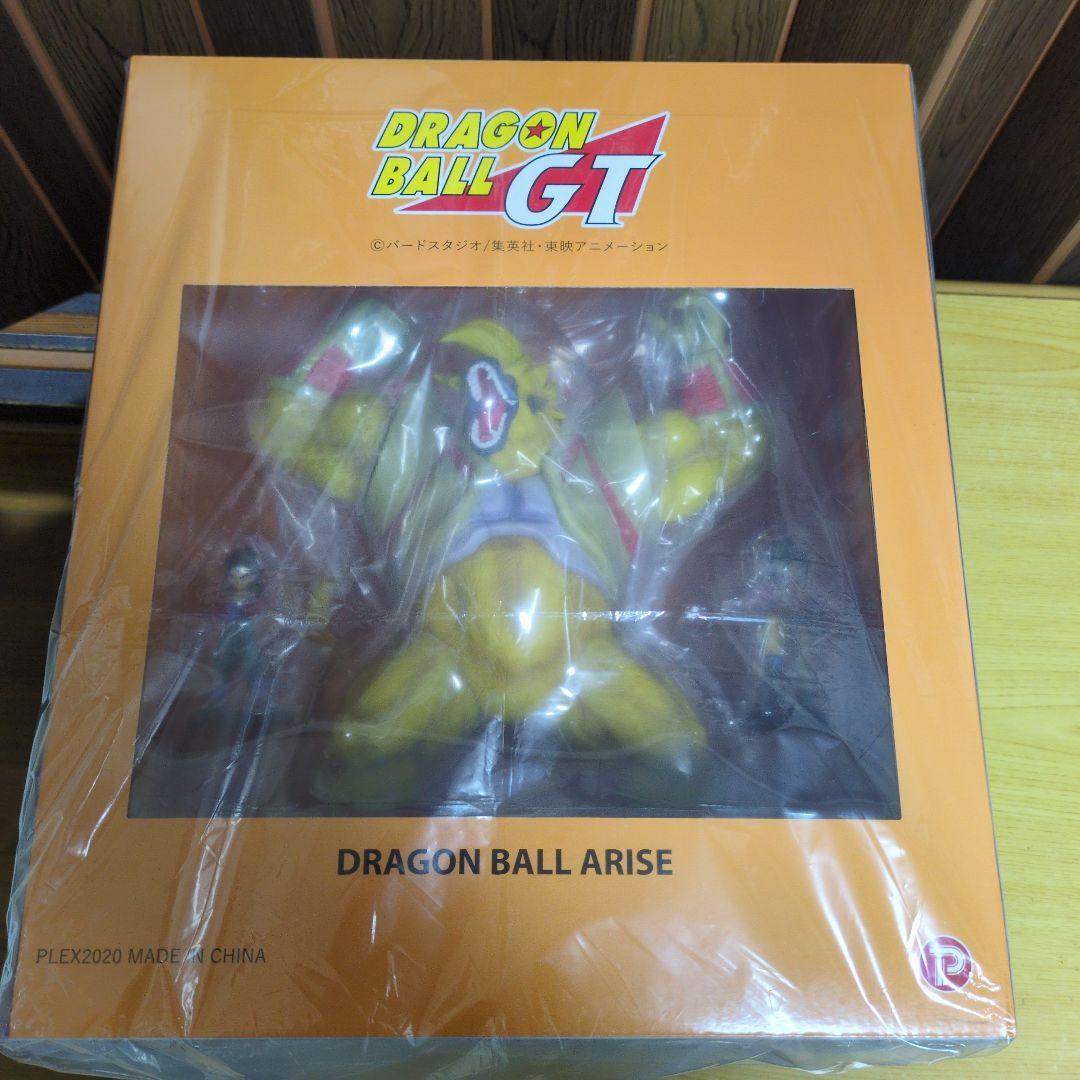 DRAGON
BALL GT
©バードスタジオ/集英社・東映アニメーション
DRAGON BALL ARISE
PLEX2020 MADE IN CHINA
P